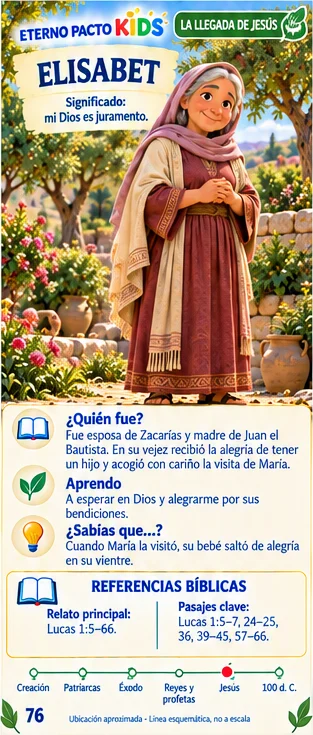 ETERNO PACTO KIDS
LA LLEGADA DE JESÚS
ELISABET
Significado:
mi Dios es juramento.
¿Quién fue?
Fue esposa de Zacarías y madre de Juan el
Bautista. En su vejez recibió la alegría de tener
un hijo y acogió con cariño la visita de María.
Aprendo
A esperar en Dios y alegrarme por sus
bendiciones.
¿Sabías que...?
Cuando María la visitó, su bebé saltó de alegría
en su vientre.
REFERENCIAS BÍBLICAS
Relato principal:
Lucas 1:5–66.
Pasajes clave:
Lucas 1:5–7, 24–25,
36, 39–45, 57–66.
Creación
Patriarcas
Éxodo
Reyes y
profetas
Jesús
100 d. C.
76
Ubicación aproximada - Línea esquemática, no a escala